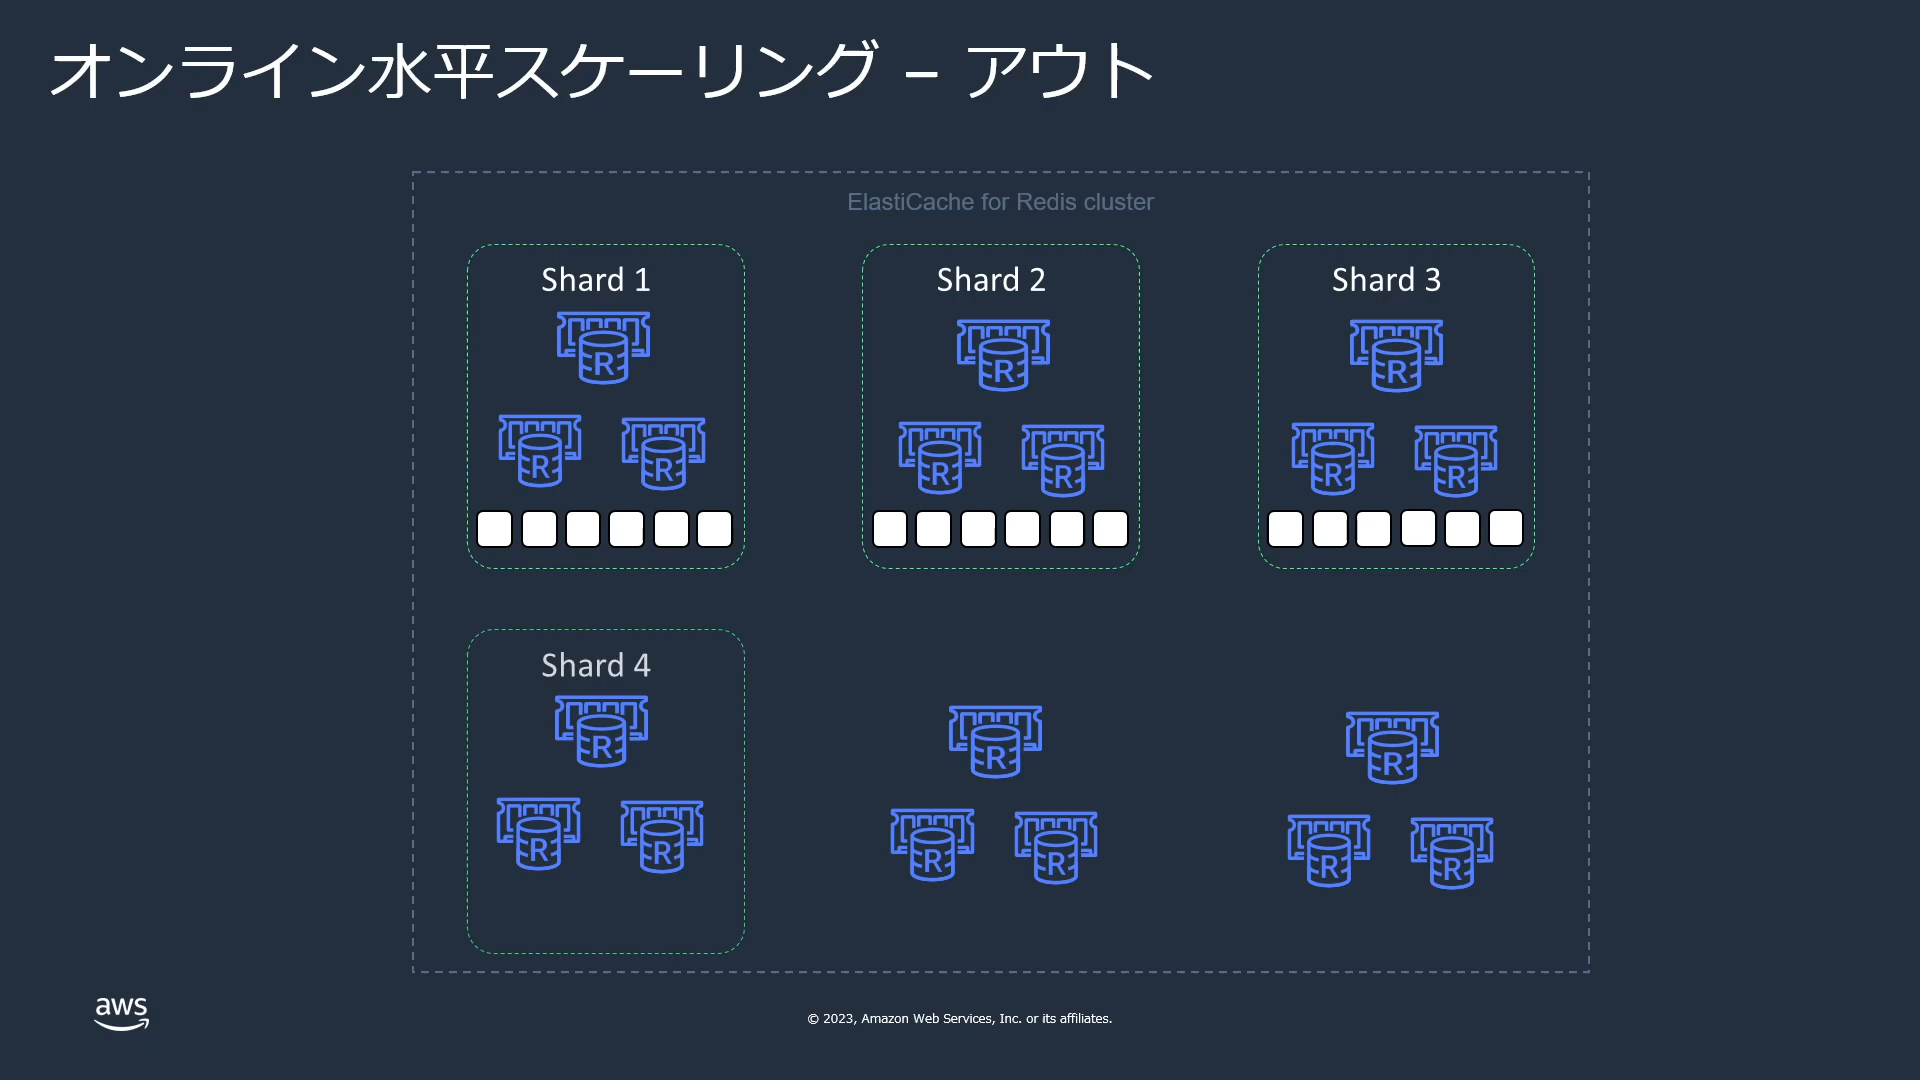 オンライン水平スケーリング – アウト
ElastiCache for Redis cluster
Shard 1
Shard 2
Shard 3
R
R
R
R
R
R
R
R
R
Shard 4
R
R
R
R
R
R
R
R
R
aws
© 2023, Amazon Web Services, Inc. or its affiliates.